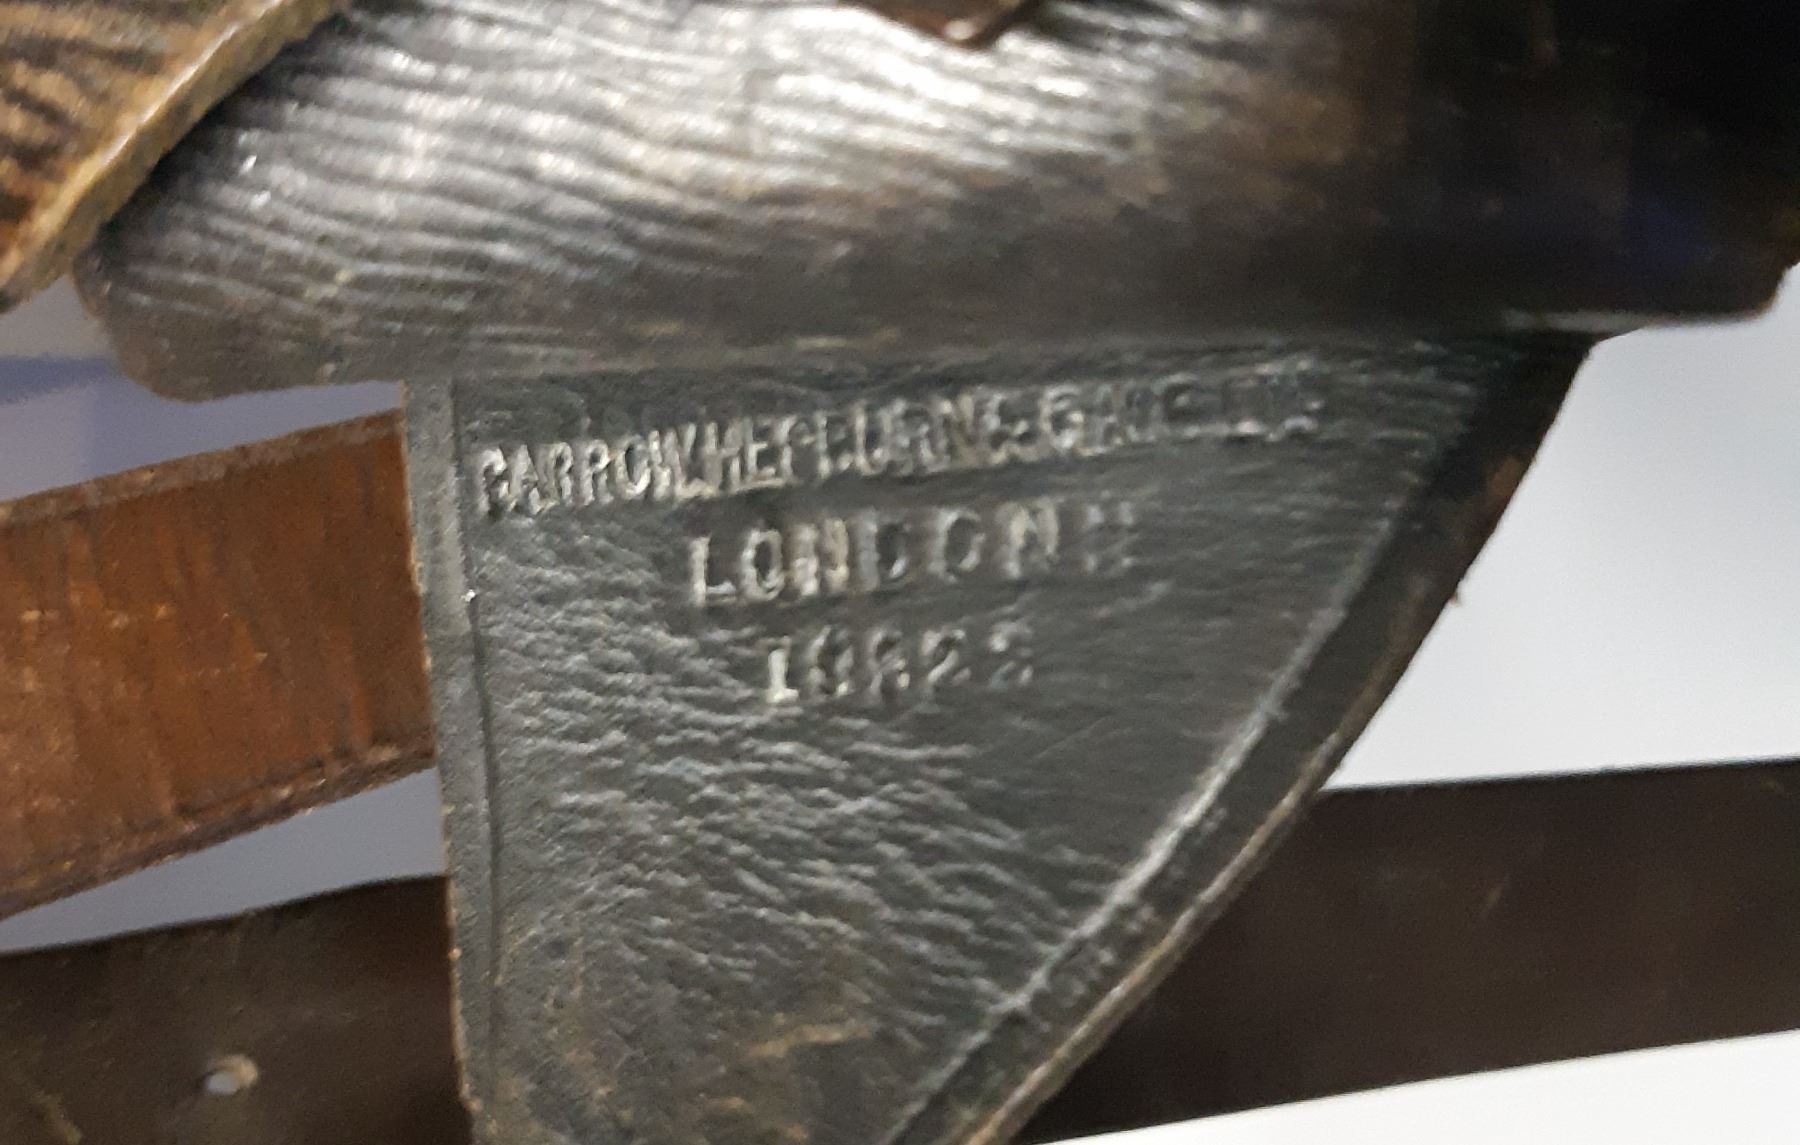 BARROW, HEPBURN & GALE LTD
LONDON